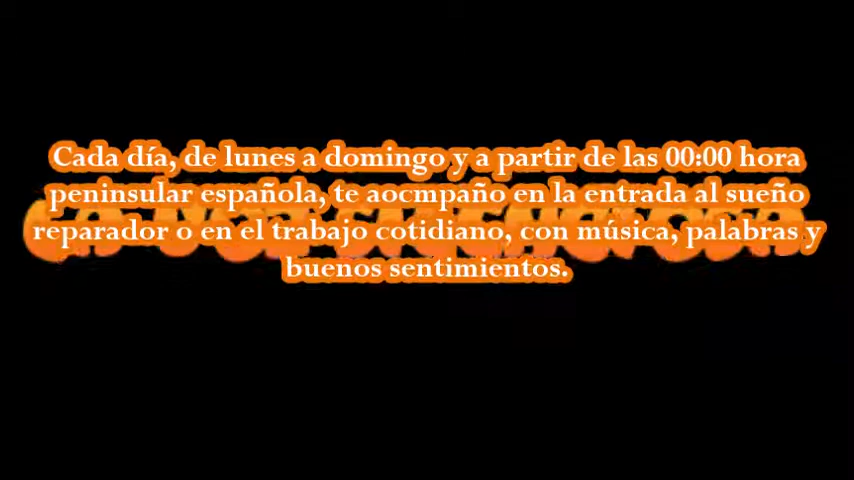 Cada día, de lunes a domingo y a partir de las 00:00 hora
peninsular española, te aocmpaño en la entrada al sueño
reparador o en el trabajo cotidiano, con música, palabras y
buenos sentimientos.